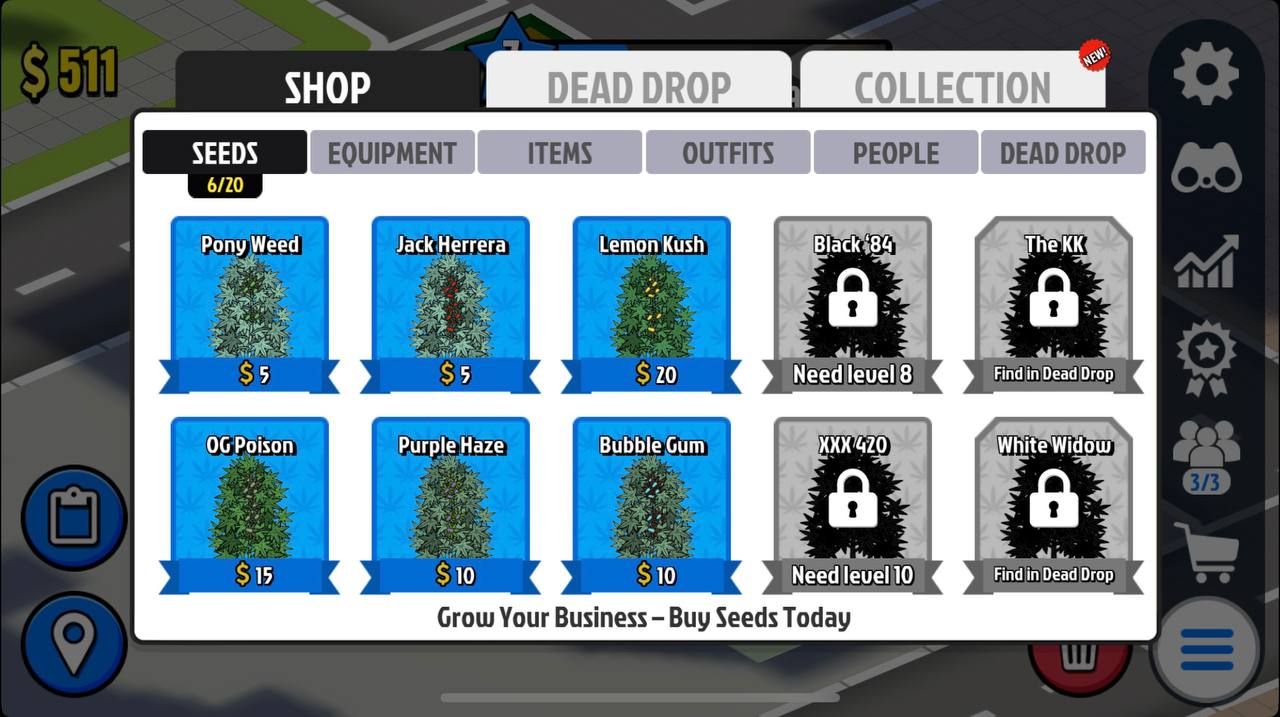 $ 511
7
SHOP
DEAD DROP
COLLECTION
NEW!
SEEDS
EQUIPMENT
ITEMS
OUTFITS
PEOPLE
DEAD DROP
6/20
Pony Weed
Jack Herrera
Lemon Kush
Black '84
The KK
$ 5
$ 5
$ 20
Need level 8
Find in Dead Drop
OG Poison
Purple Haze
Bubble Gum
XXX 420
White Widow
3/3
$ 15
$ 10
$ 10
Need level 10
Find in Dead Drop
Grow Your Business – Buy Seeds Today